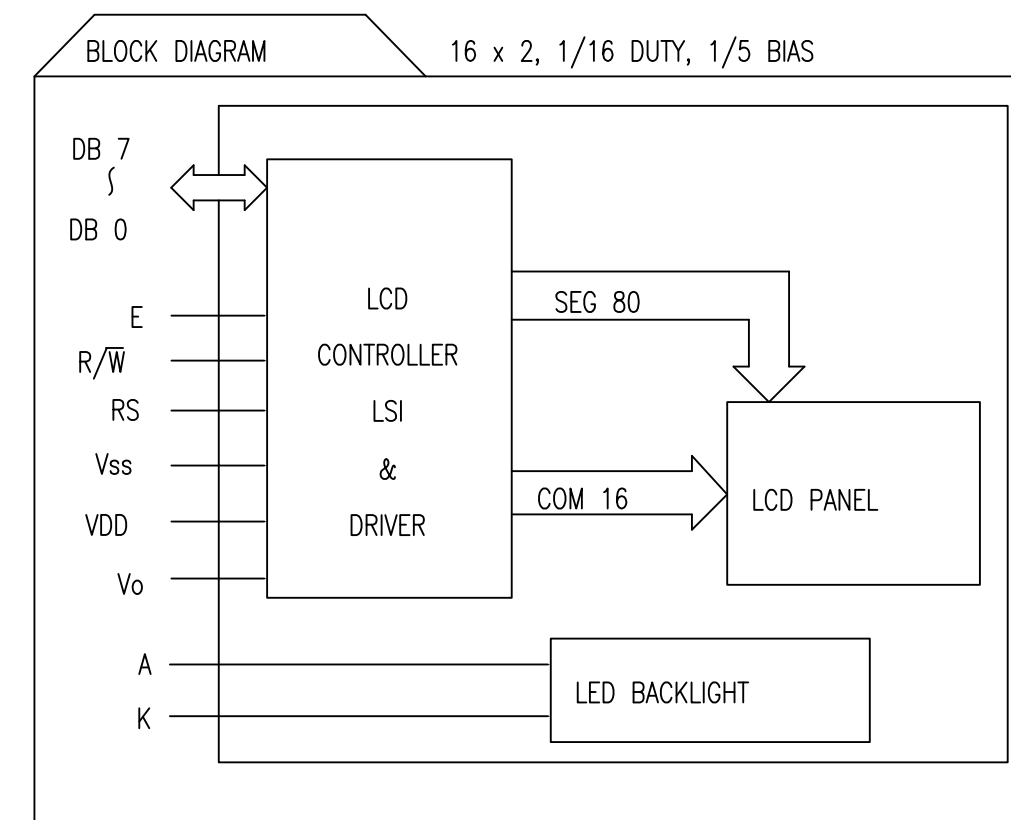 BLOCK DIAGRAM
16 x 2, 1/16 DUTY, 1/5 BIAS
DB 7
∫
DB 0
E
R/W̅
RS
Vss
VDD
Vo
A
K
LCD
CONTROLLER
LSI
&
DRIVER
SEG 80
COM 16
LCD PANEL
LED BACKLIGHT